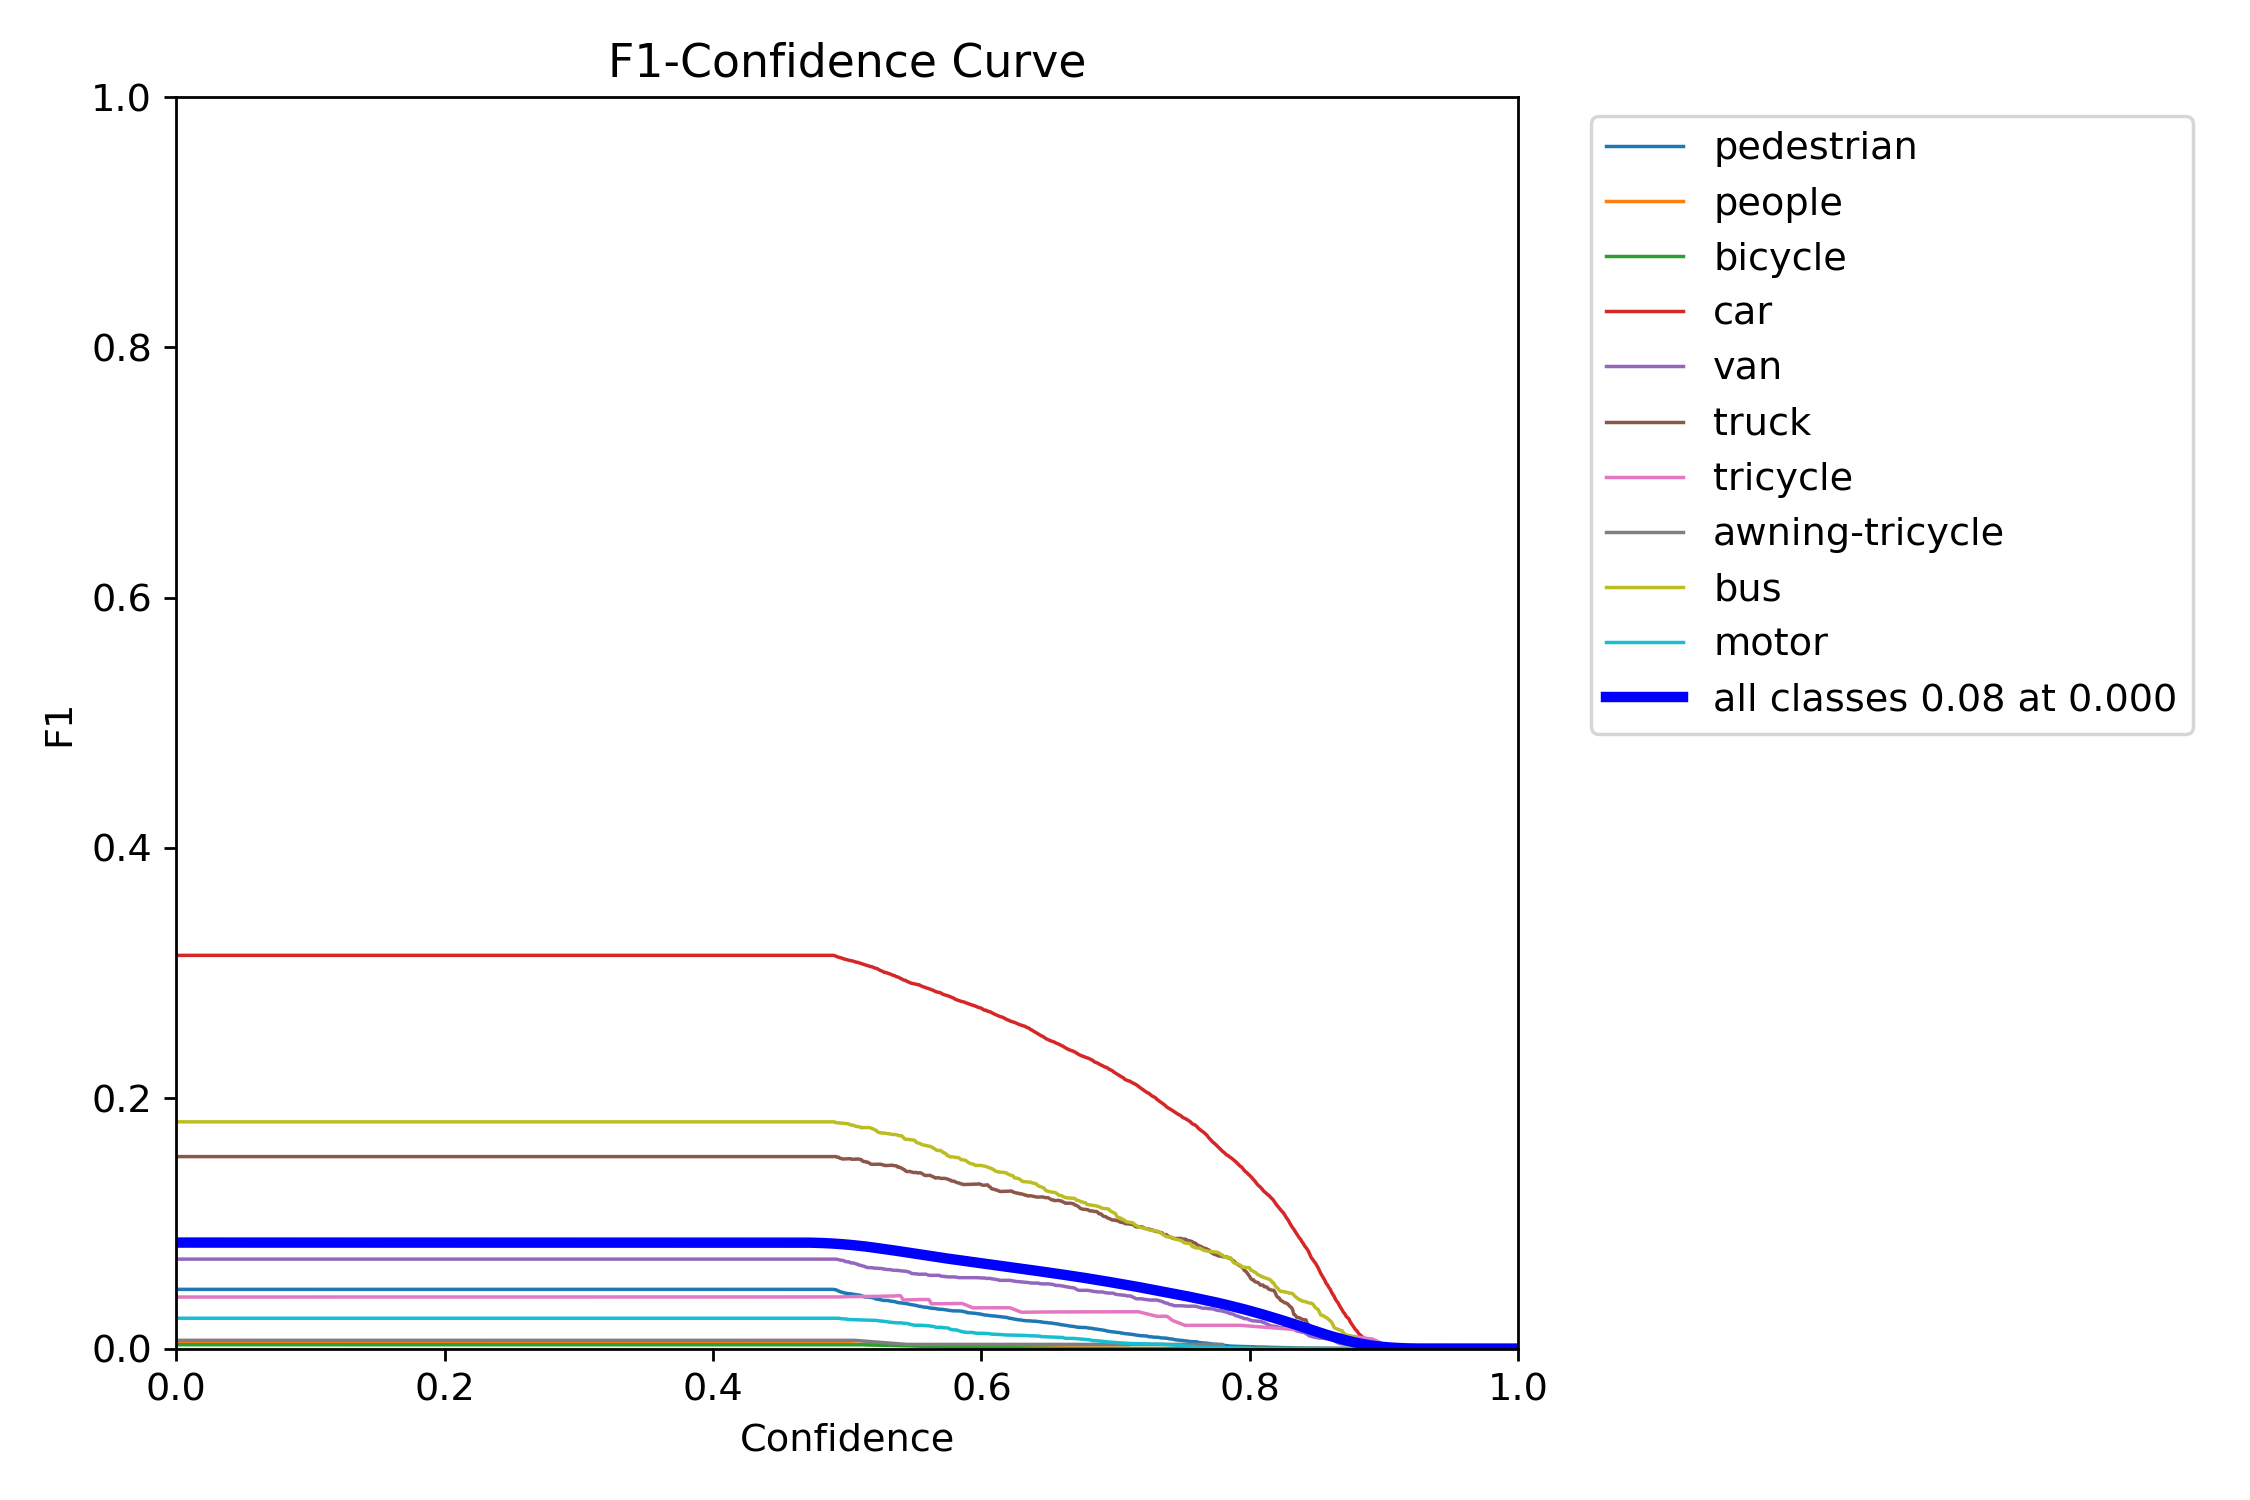 F1-Confidence Curve
1.0
0.8
0.6
0.4
0.2
0.0
F1
0.0 0.2 0.4 0.6 0.8 1.0
Confidence
pedestrian
people
bicycle
car
van
truck
tricycle
awning-tricycle
bus
motor
all classes 0.08 at 0.000